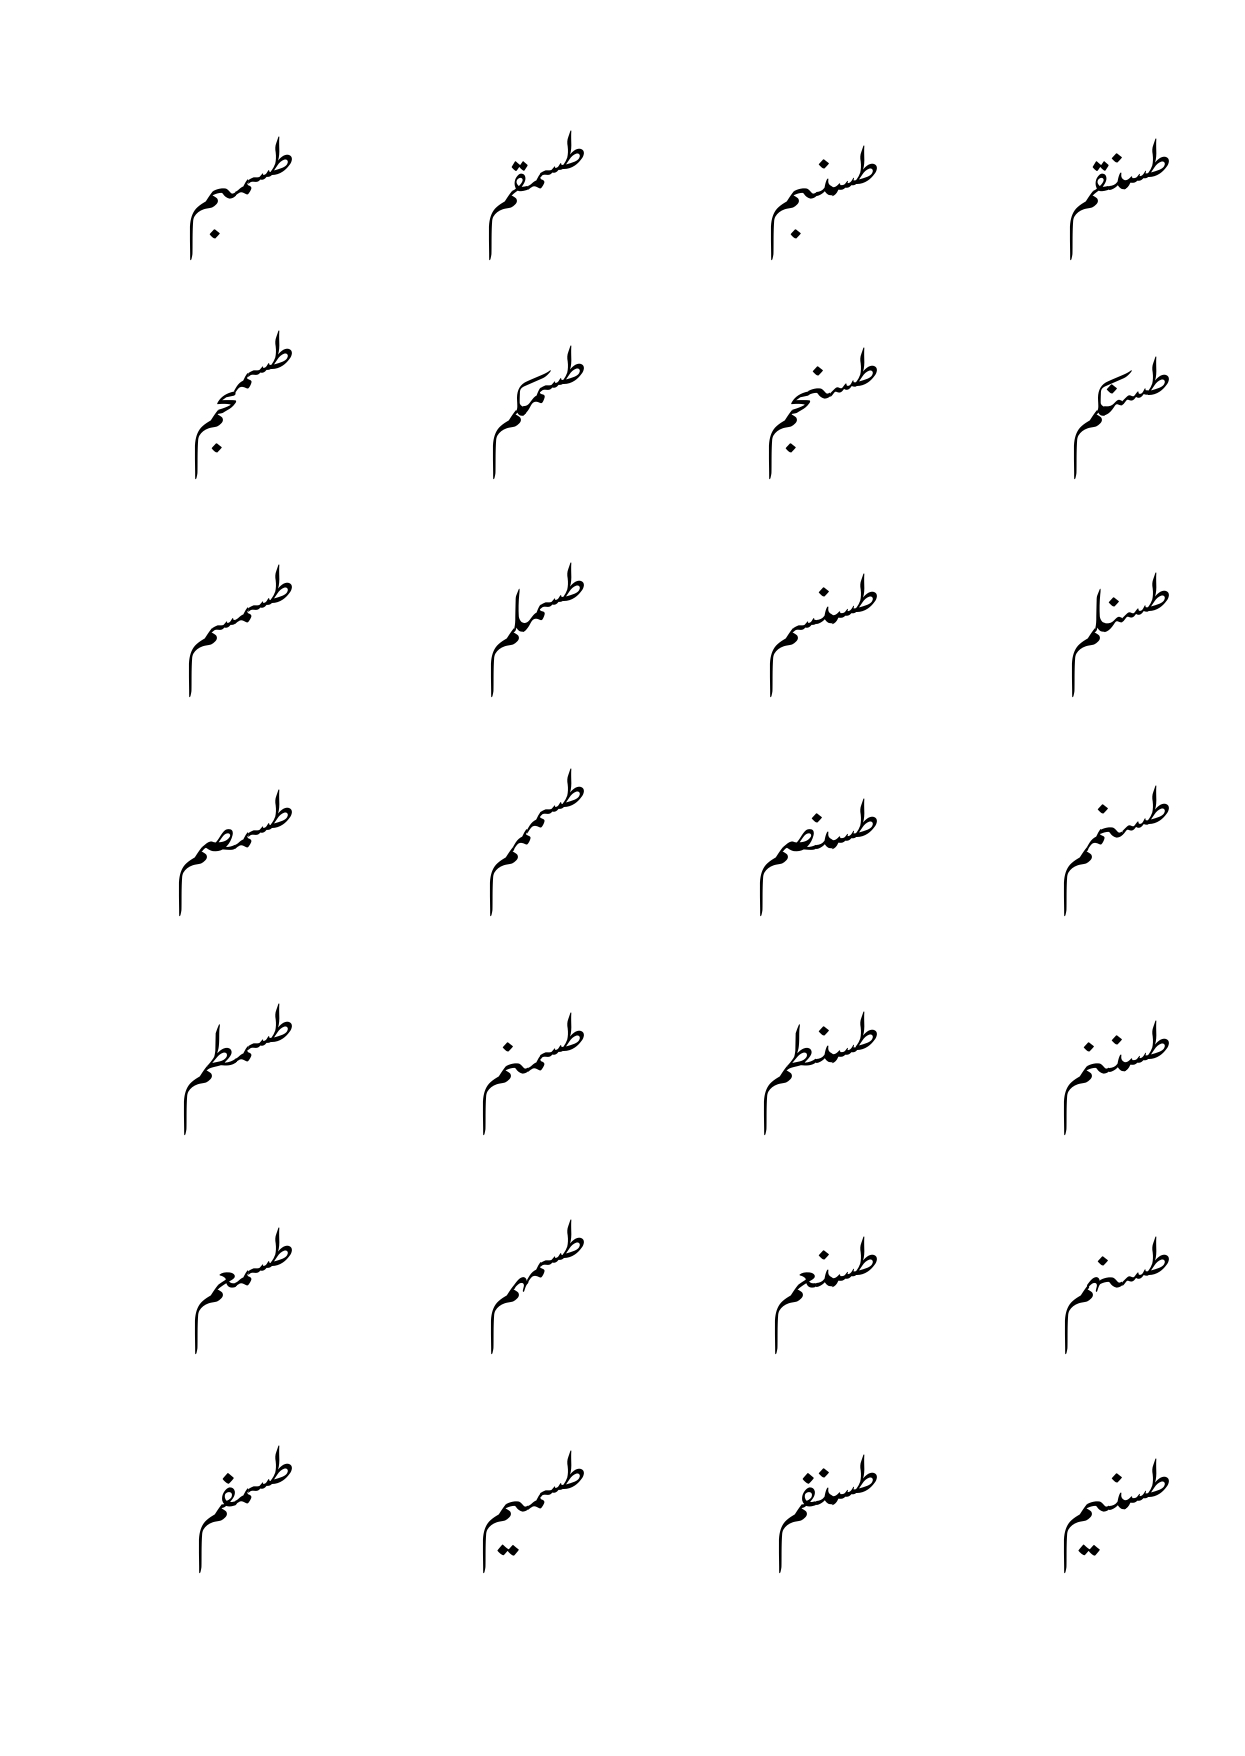 طسنقم طسنبم طسمقم طسمبم
طسنكم طسنجم طسمكم طسمجم
طسنلم طسنسم طسملم طسمسم
طسنمم طسنصم طسممم طسمصم
طسننم طسنطم طسمنم طسمطم
طسنهم طسنعم طسمهم طسمعم
طسنيم طسنفم طسميم طسمفم